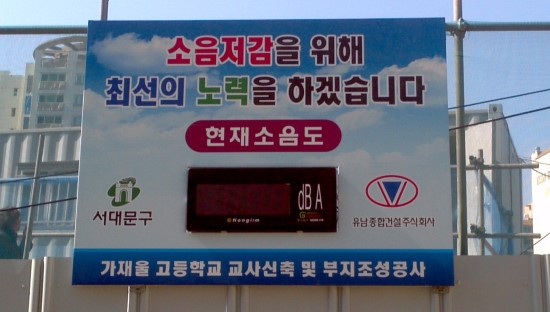 소음저감을 위해
최선의 노력을 하겠습니다
현재소음도
dB A
Honglim
서대문구
유남종합건설주식회사
가재울 고등학교 교사신축 및 부지조성공사